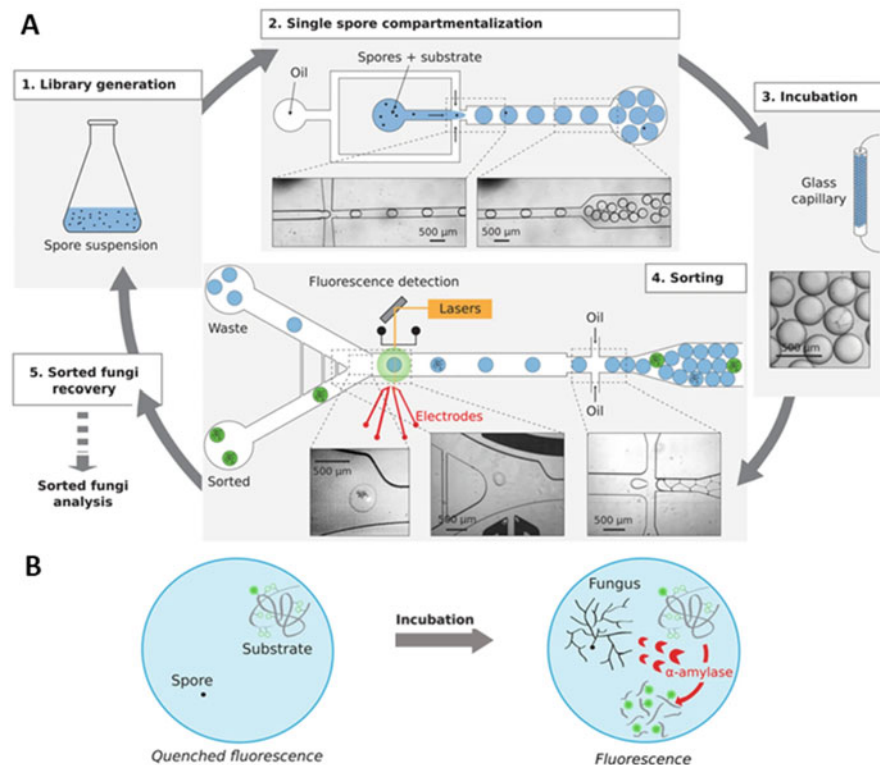 A
1. Library generation
Spore suspension
2. Single spore compartmentalization
Spores + substrate
Oil
500 µm
500 µm
3. Incubation
Glass
capillary
500 µm
4. Sorting
Fluorescence detection
Lasers
Waste
Oil
Oil
Electrodes
Sorted
500 µm
500 µm
500 µm
5. Sorted fungi
recovery
Sorted fungi
analysis
B
Substrate
Spore
Quenched fluorescence
Incubation
Fungus
α-amylase
Fluorescence